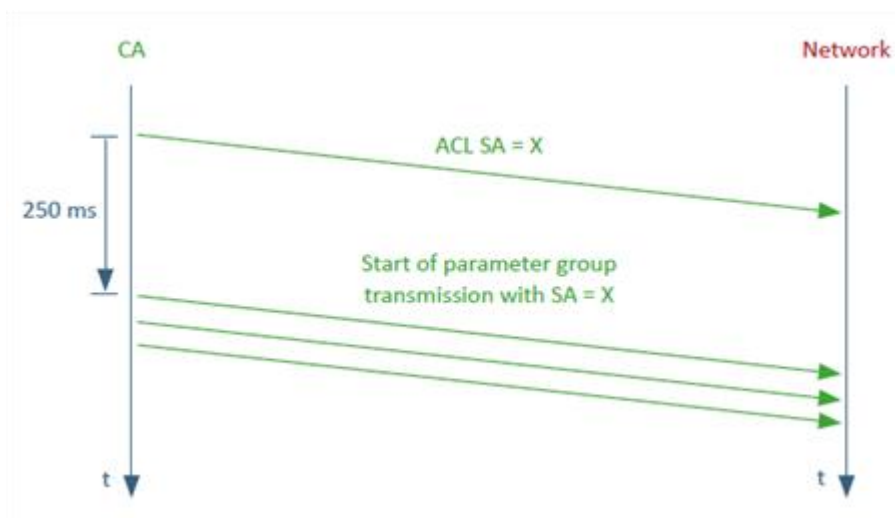 CA
Network
ACL SA = X
250 ms
Start of parameter group
transmission with SA = X
t
t